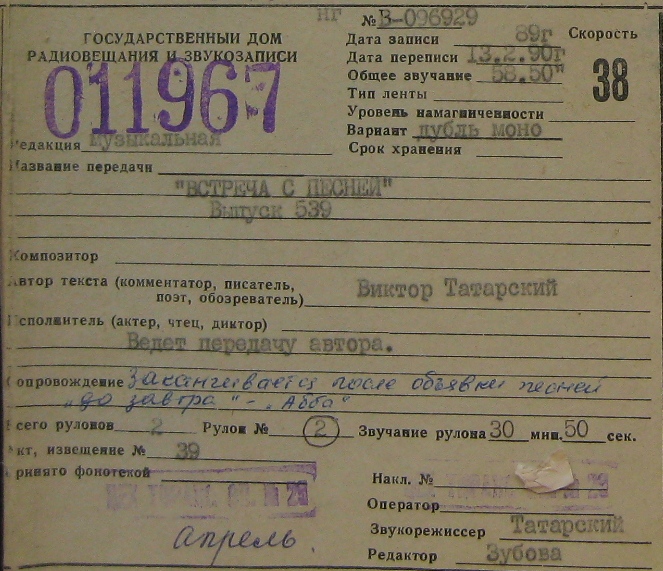 нг № В-096929
ГОСУДАРСТВЕННЫЙ ДОМ
РАДИОВЕЩАНИЯ И ЗВУКОЗАПИСИ
011967
Дата записи 89г
Скорость
38
Дата переписи 13.2.90г
Общее звучание 58.50"
Тип ленты
Уровень намагниченности
Вариант дубль моно
Срок хранения
Редакция музыкальная
Название передачи
"ВСТРЕЧА С ПЕСНЕЙ"
Выпуск 539
Композитор
Автор текста (комментатор, писатель,
поэт, обозреватель) Виктор Татарский
Исполнитель (актер, чтец, диктор)
Ведет передачу автора.
Сопровождение Заканчивается после объявки песней
"до завтра" - "Абба"
Всего рулонов 2 Рулон № 2 Звучание рулона 30 мин. 50 сек.
Акт, извещение № 39
Принято фонотекой
Накл. №
Оператор
апрель.
Звукорежиссер Татарский
Редактор Зубова